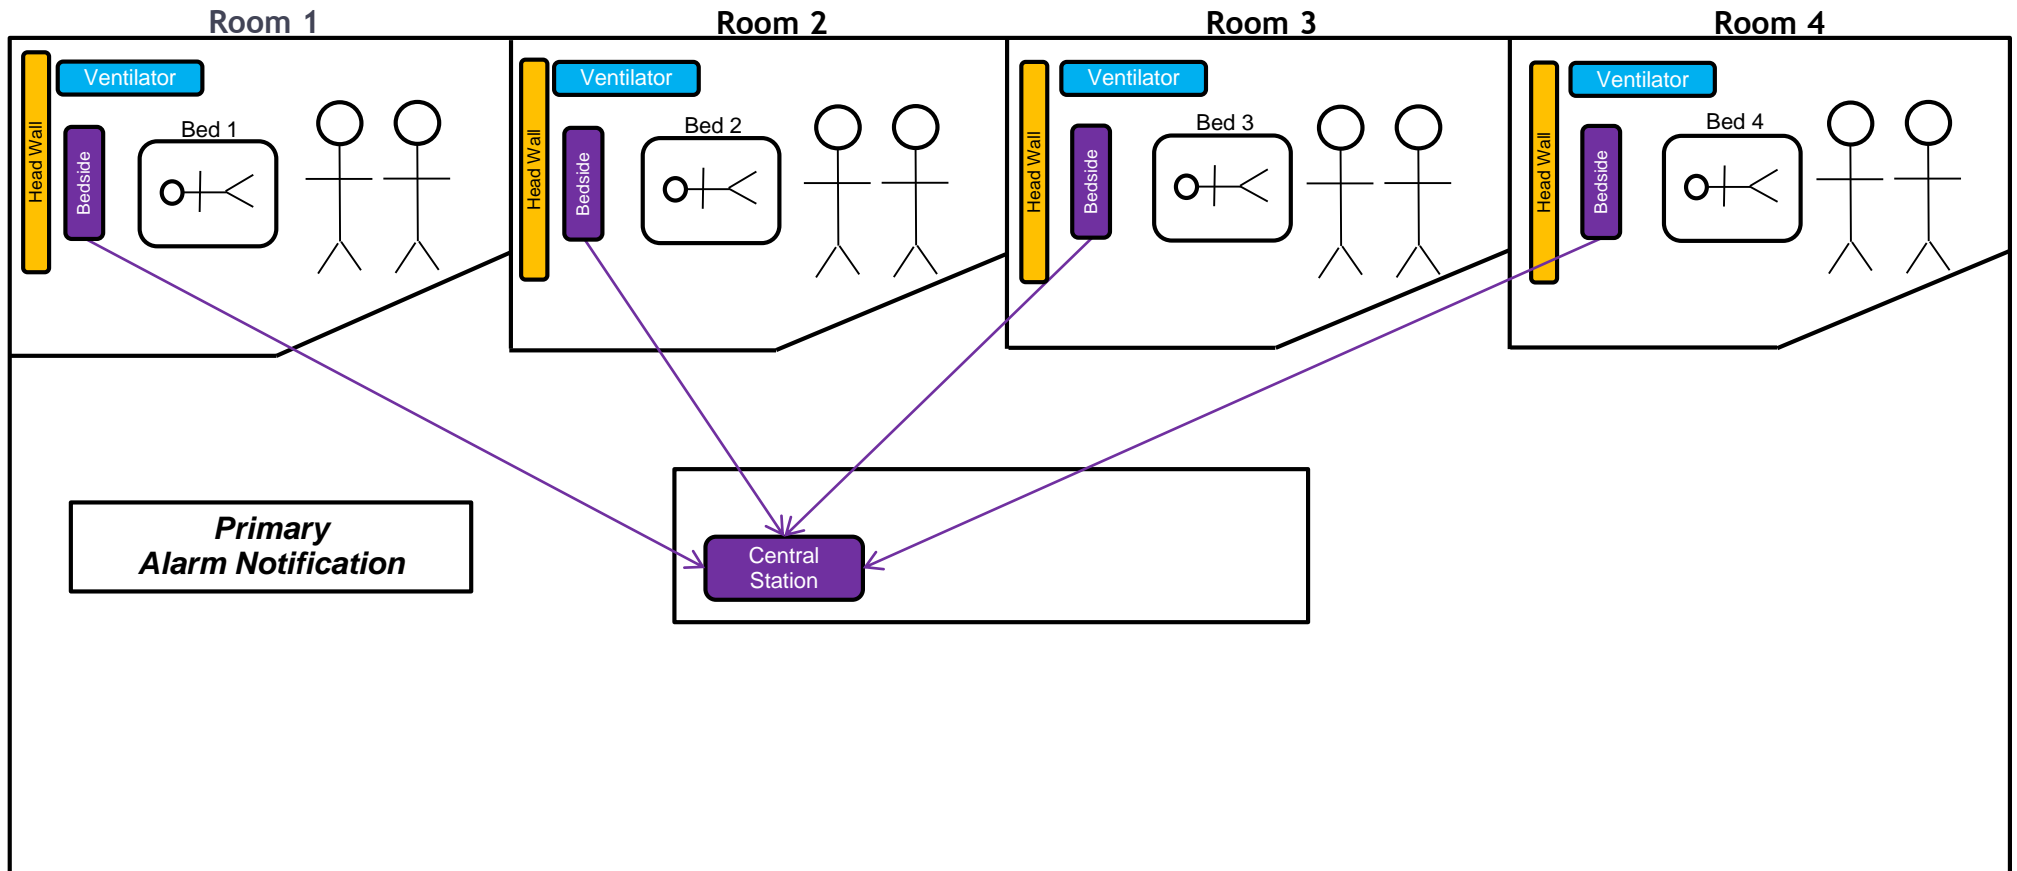 Room 1
Room 2
Room 3
Room 4
Head Wall
Ventilator
Bedside
Bed 1
Head Wall
Ventilator
Bedside
Bed 2
Head Wall
Ventilator
Bedside
Bed 3
Head Wall
Ventilator
Bedside
Bed 4
Primary
Alarm Notification
Central
Station